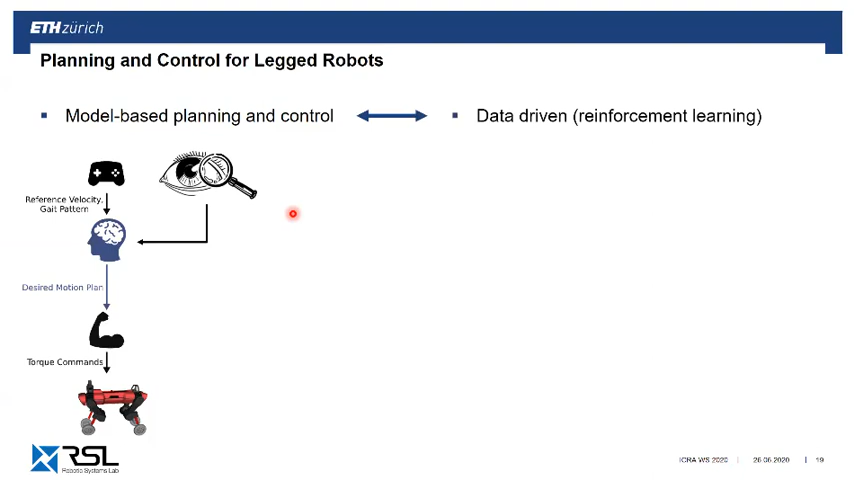 ETH zürich
Planning and Control for Legged Robots
▪ Model-based planning and control
▪ Data driven (reinforcement learning)
Reference Velocity,
Gait Pattern
Desired Motion Plan
Torque Commands
RSL
Robotic Systems Lab
ICRA WS 2020 | 26.06.2020 | 19